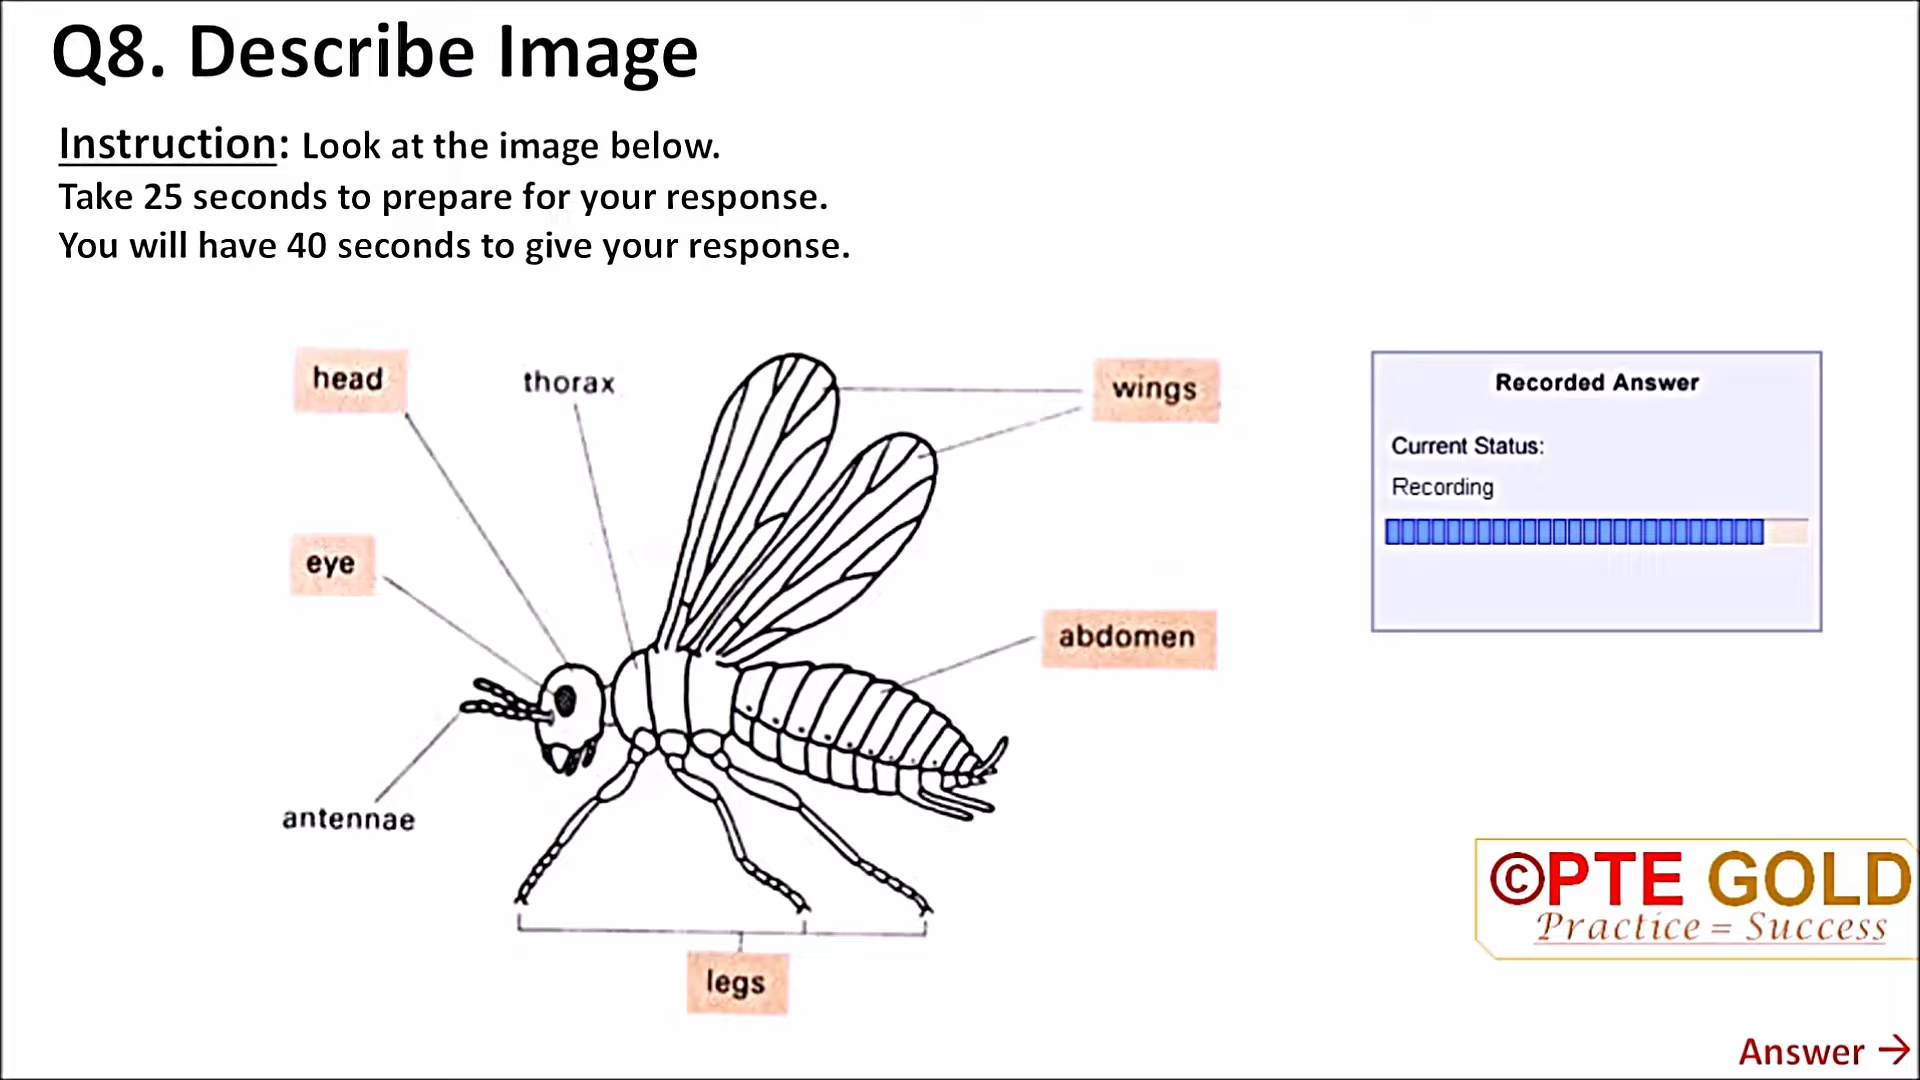 Q8. Describe Image
Instruction: Look at the image below.
Take 25 seconds to prepare for your response.
You will have 40 seconds to give your response.
head
thorax
wings
eye
abdomen
antennae
legs
Recorded Answer
Current Status:
Recording
©PTE GOLD
Practice = Success
Answer →